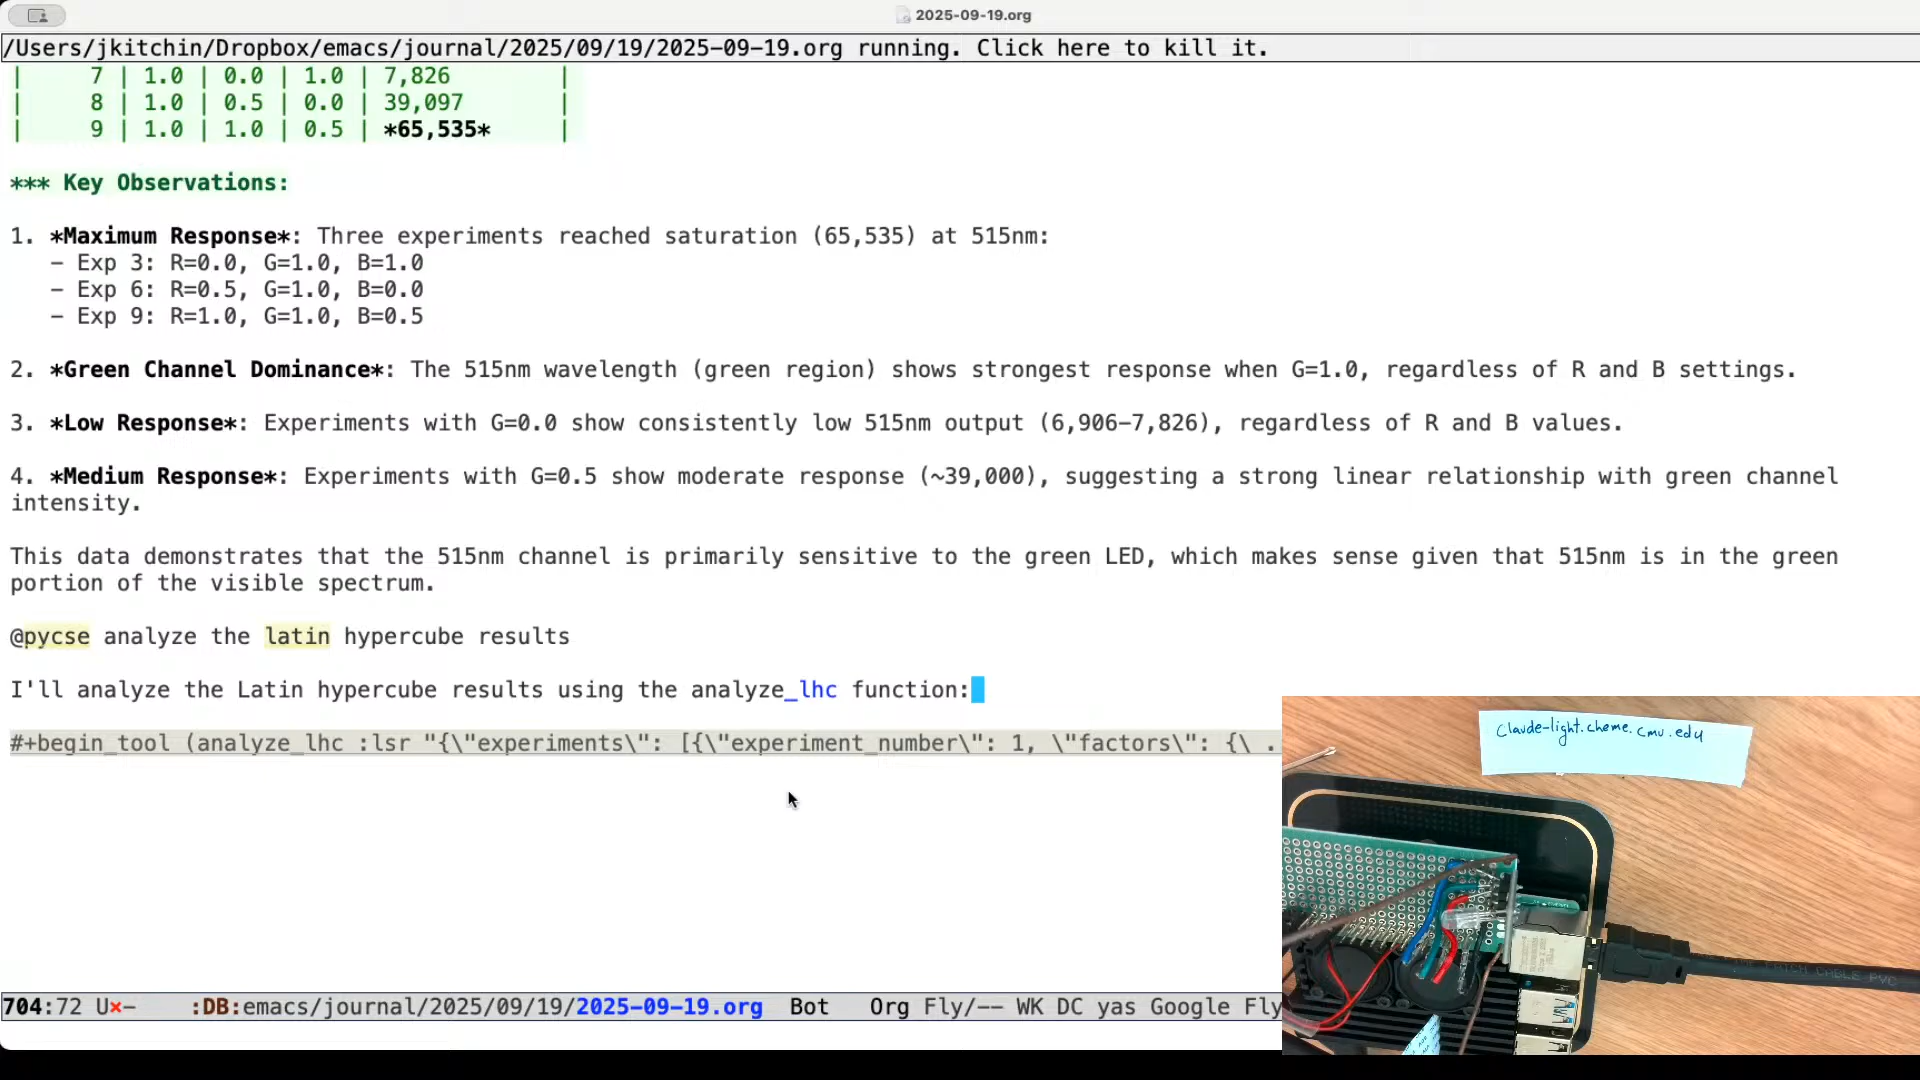 2025-09-19.org
/Users/jkitchin/Dropbox/emacs/journal/2025/09/19/2025-09-19.org running. Click here to kill it.
| 7 | 1.0 | 0.0 | 1.0 | 7,826 |
| 8 | 1.0 | 0.5 | 0.0 | 39,097 |
| 9 | 1.0 | 1.0 | 0.5 | *65,535* |
*** Key Observations:
1. *Maximum Response*: Three experiments reached saturation (65,535) at 515nm:
– Exp 3: R=0.0, G=1.0, B=1.0
– Exp 6: R=0.5, G=1.0, B=0.0
– Exp 9: R=1.0, G=1.0, B=0.5
2. *Green Channel Dominance*: The 515nm wavelength (green region) shows strongest response when G=1.0, regardless of R and B settings.
3. *Low Response*: Experiments with G=0.0 show consistently low 515nm output (6,906–7,826), regardless of R and B values.
4. *Medium Response*: Experiments with G=0.5 show moderate response (~39,000), suggesting a strong linear relationship with green channel
intensity.
This data demonstrates that the 515nm channel is primarily sensitive to the green LED, which makes sense given that 515nm is in the green
portion of the visible spectrum.
@pycse analyze the latin hypercube results
I'll analyze the Latin hypercube results using the analyze_lhc function:
#+begin_tool (analyze_lhc :lsr "{\"experiments\": [{\"experiment_number\": 1, \"factors\": {\ ..
Claude-light.cheme.cmu.edu
704:72 U×– :DB:emacs/journal/2025/09/19/2025-09-19.org Bot Org Fly/–– WK DC yas Google Fly